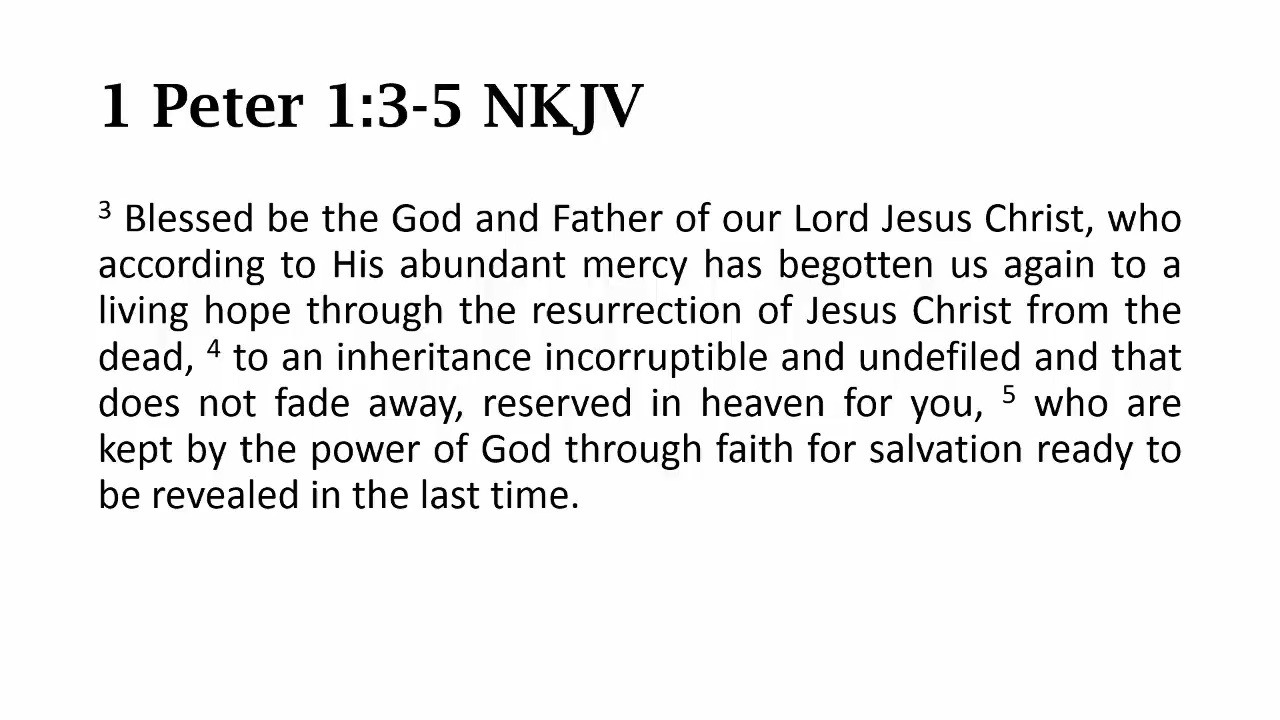 1 Peter 1:3-5 NKJV
3 Blessed be the God and Father of our Lord Jesus Christ, who
according to His abundant mercy has begotten us again to a
living hope through the resurrection of Jesus Christ from the
dead, 4 to an inheritance incorruptible and undefiled and that
does not fade away, reserved in heaven for you, 5 who are
kept by the power of God through faith for salvation ready to
be revealed in the last time.